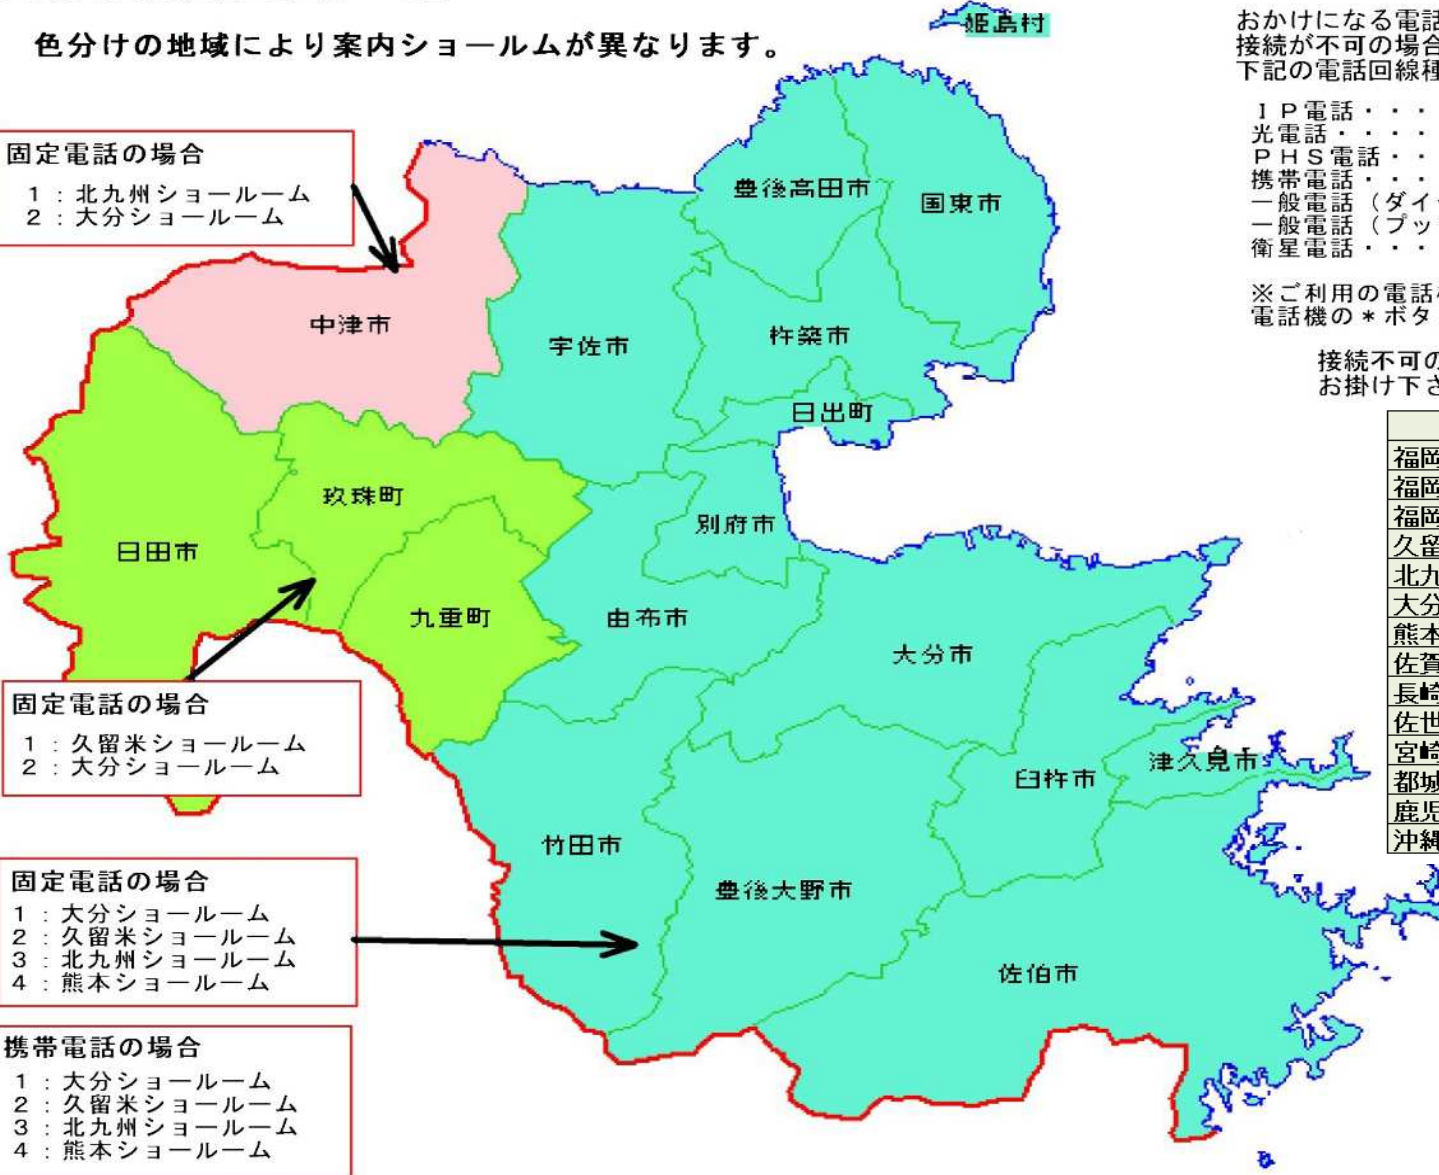 色分けの地域により案内ショールームが異なります。
固定電話の場合
1：北九州ショールーム
2：大分ショールーム
固定電話の場合
1：久留米ショールーム
2：大分ショールーム
固定電話の場合
1：大分ショールーム
2：久留米ショールーム
3：北九州ショールーム
4：熊本ショールーム
携帯電話の場合
1：大分ショールーム
2：久留米ショールーム
3：北九州ショールーム
4：熊本ショールーム
姫島村
豊後高田市
国東市
中津市
宇佐市
杵築市
日出町
玖珠町
別府市
日田市
九重町
由布市
大分市
津久見市
臼杵市
竹田市
豊後大野市
佐伯市
おかけになる電話
接続が不可の場合
下記の電話回線種
ＩＰ電話・・・
光電話・・・・
ＰＨＳ電話・・
携帯電話・・・
一般電話（ダイ
一般電話（プッ
衛星電話・・・
※ご利用の電話
電話機の＊ボタ
接続不可の
お掛け下さ
福岡
福岡
福岡
久留
北九
大分
熊本
佐賀
長崎
佐世
宮崎
都城
鹿児
沖縄